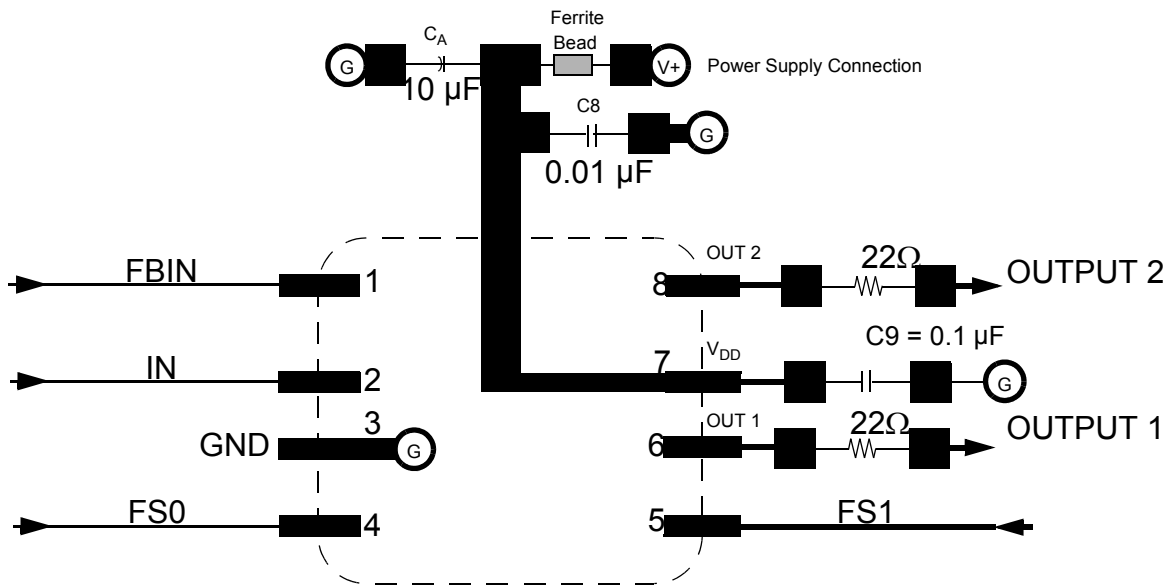 Ferrite
Bead
C_A
G
V+
Power Supply Connection
10 µF
C8
G
0.01 µF
FBIN
1
8
OUT 2
22Ω
OUTPUT 2
C9 = 0.1 µF
IN
2
7
V_DD
G
3
GND
G
6
OUT 1
22Ω
OUTPUT 1
FS0
4
5
FS1